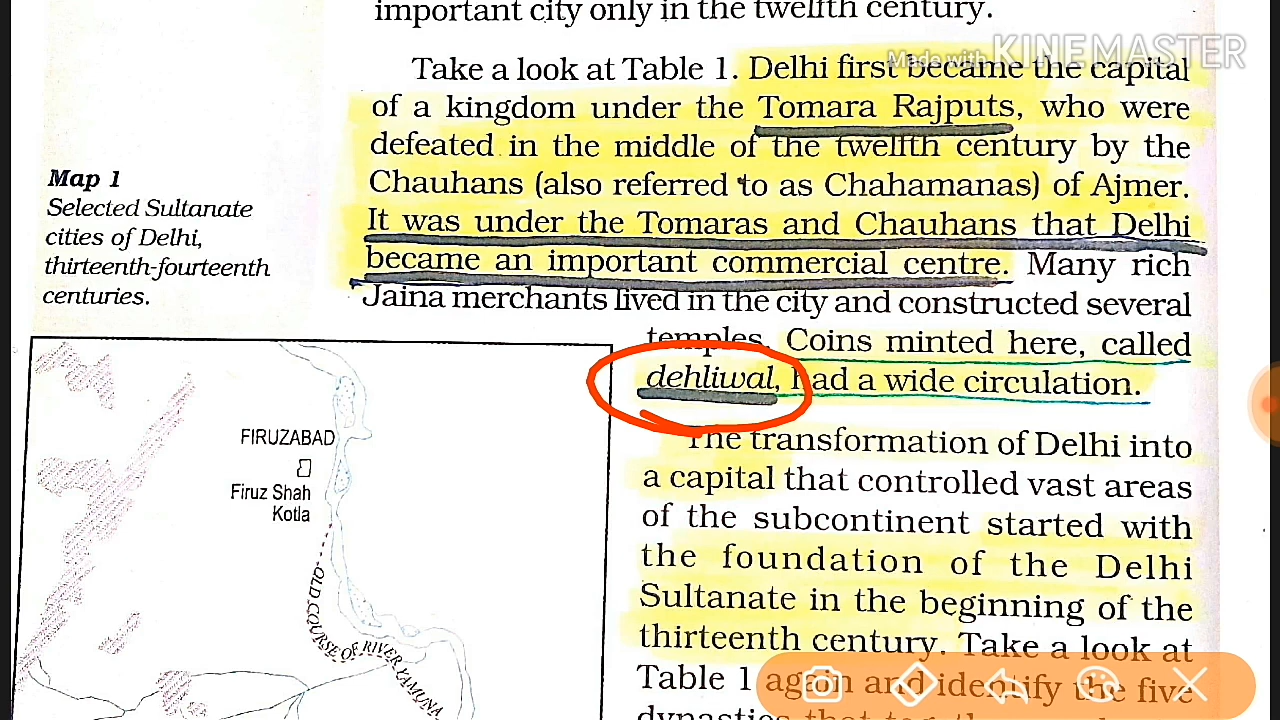 important city only in the twelfth century.
Made with KINEMASTER
Take a look at Table 1. Delhi first became the capital
of a kingdom under the Tomara Rajputs, who were
defeated in the middle of the twelfth century by the
Chauhans (also referred to as Chahamanas) of Ajmer.
It was under the Tomaras and Chauhans that Delhi
became an important commercial centre. Many rich
Jaina merchants lived in the city and constructed several
temples. Coins minted here, called
dehliwal, had a wide circulation.
The transformation of Delhi into
a capital that controlled vast areas
of the subcontinent started with
the foundation of the Delhi
Sultanate in the beginning of the
thirteenth century. Take a look at
Table 1 again and identify the five
Map 1
Selected Sultanate
cities of Delhi,
thirteenth-fourteenth
centuries.
FIRUZABAD
Firuz Shah
Kotla
OLD COURSE OF RIVER YAMUNA